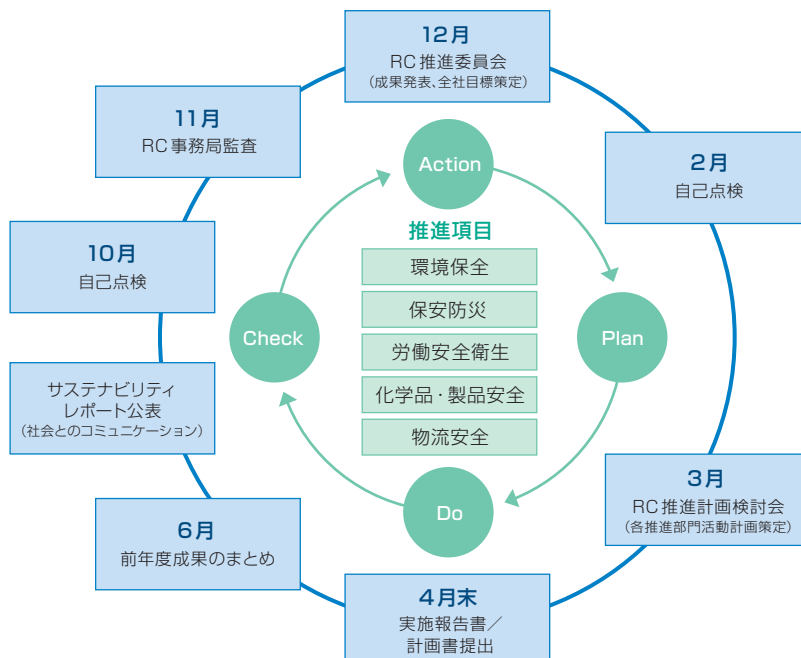 12月
RC推進委員会
（成果発表、全社目標策定）
2月
自己点検
3月
RC推進計画検討会
（各推進部門活動計画策定）
4月末
実施報告書／
計画書提出
6月
前年度成果のまとめ
サステナビリティ
レポート公表
（社会とのコミュニケーション）
10月
自己点検
11月
RC事務局監査
Action
Plan
Do
Check
推進項目
環境保全
保安防災
労働安全衛生
化学品・製品安全
物流安全